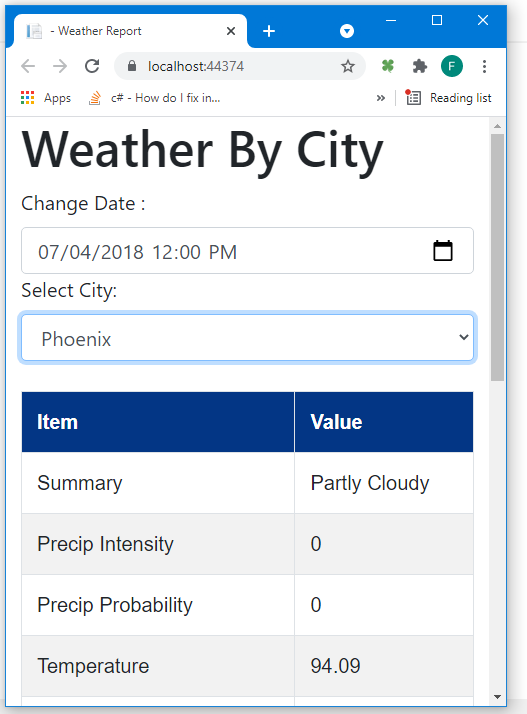 - Weather Report
localhost:44374
F
Apps
c# - How do I fix in...
»
Reading list
Weather By City
Change Date :
07/04/2018 12:00 PM
Select City:
Phoenix
Item Value
Summary Partly Cloudy
Precip Intensity 0
Precip Probability 0
Temperature 94.09